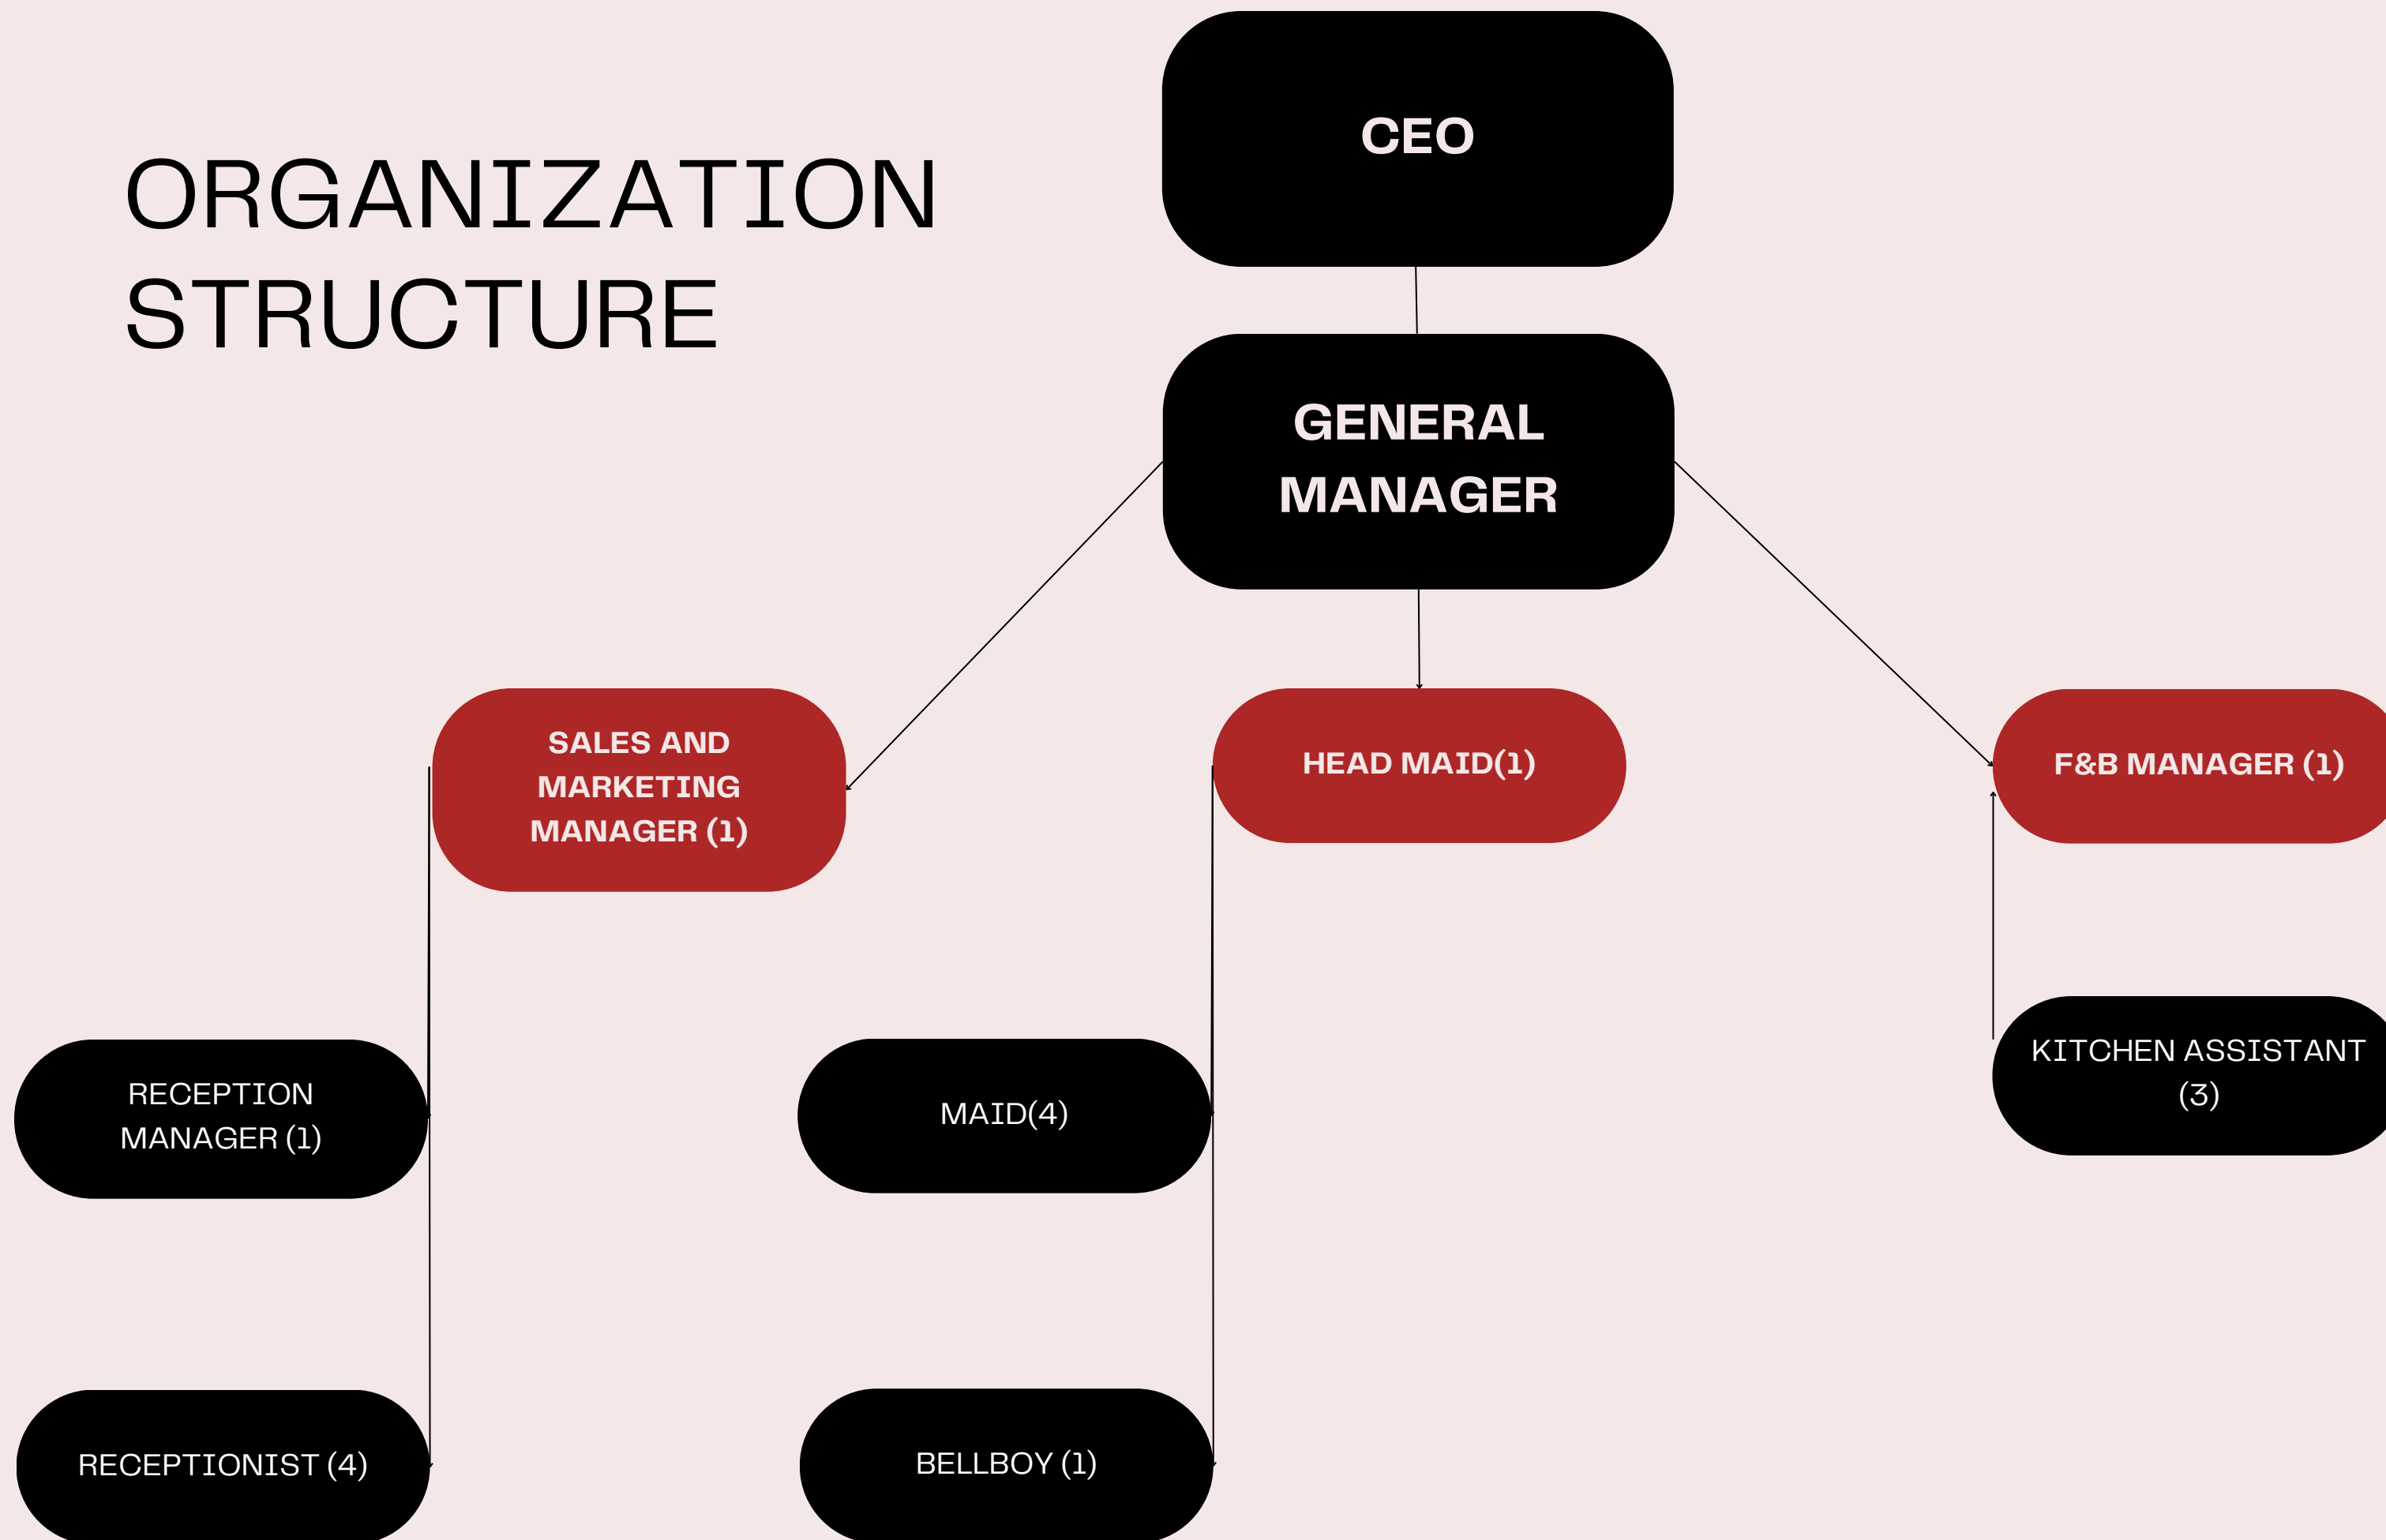 ORGANIZATION
STRUCTURE
CEO
GENERAL
MANAGER
SALES AND
MARKETING
MANAGER (1)
HEAD MAID(1)
F&B MANAGER (1)
RECEPTION
MANAGER (1)
MAID(4)
KITCHEN ASSISTANT
(3)
RECEPTIONIST (4)
BELLBOY (1)